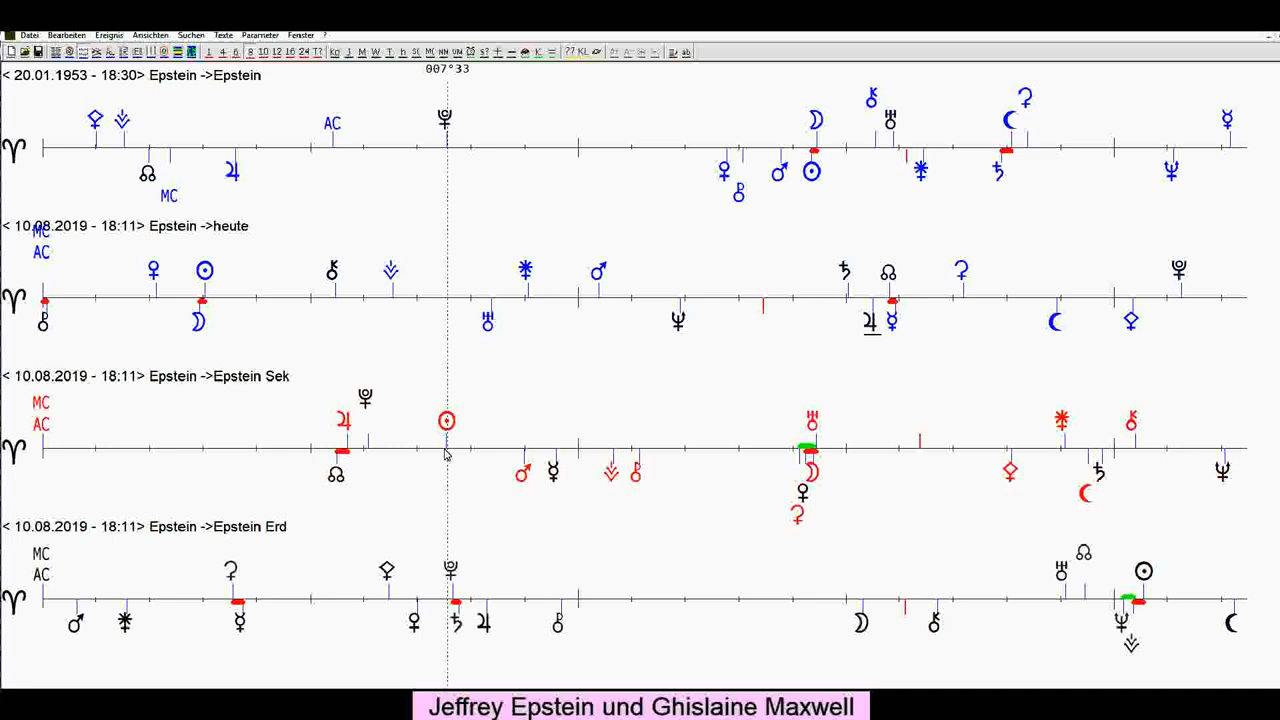 Datei Bearbeiten Ereignis Ansichten Suchen Texte Parameter Fenster ?
007°33
< 20.01.1953 - 18:30> Epstein ->Epstein
AC
MC
< 10.08.2019 - 18:11> Epstein ->heute
MC
AC
< 10.08.2019 - 18:11> Epstein ->Epstein Sek
MC
AC
< 10.08.2019 - 18:11> Epstein ->Epstein Erd
MC
AC
Jeffrey Epstein und Ghislaine Maxwell